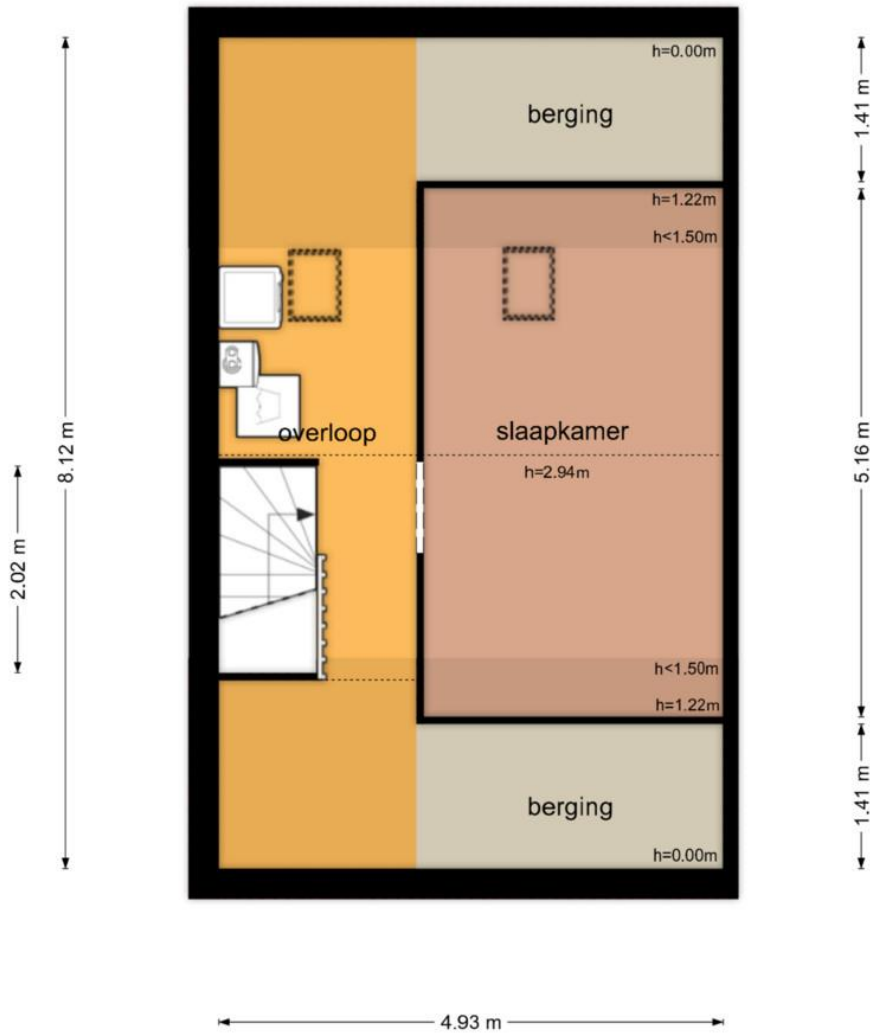 h=0.00m
berging
1.41 m
h=1.22m
h<1.50m
8.12 m
overloop
slaapkamer
h=2.94m
5.16 m
2.02 m
h<1.50m
h=1.22m
berging
1.41 m
h=0.00m
4.93 m